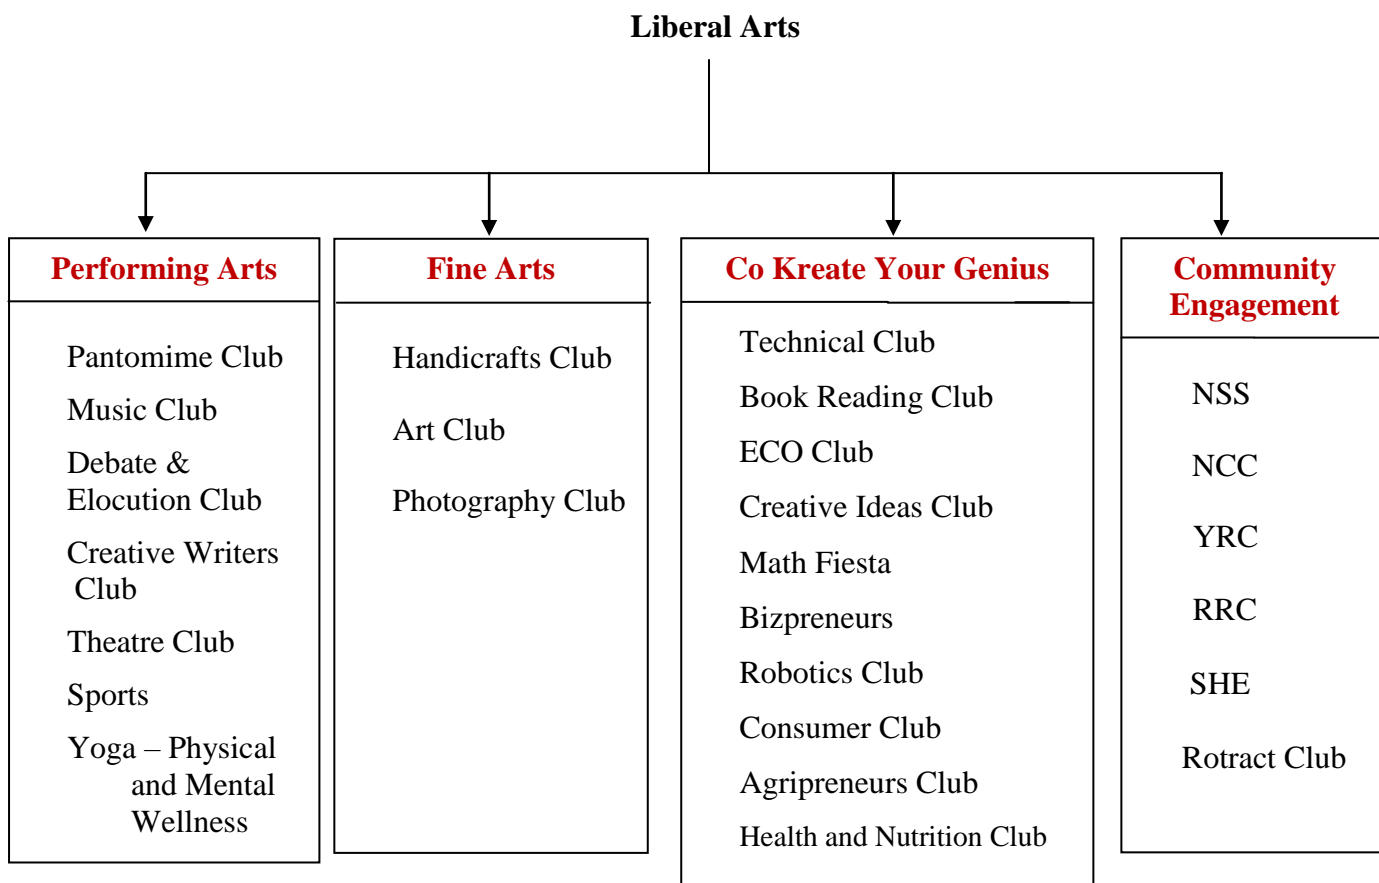 Liberal Arts
Performing Arts
Pantomime Club
Music Club
Debate &
Elocution Club
Creative Writers
Club
Theatre Club
Sports
Yoga – Physical
and Mental
Wellness
Fine Arts
Handicrafts Club
Art Club
Photography Club
Co Kreate Your Genius
Technical Club
Book Reading Club
ECO Club
Creative Ideas Club
Math Fiesta
Bizpreneurs
Robotics Club
Consumer Club
Agripreneurs Club
Health and Nutrition Club
Community
Engagement
NSS
NCC
YRC
RRC
SHE
Rotract Club